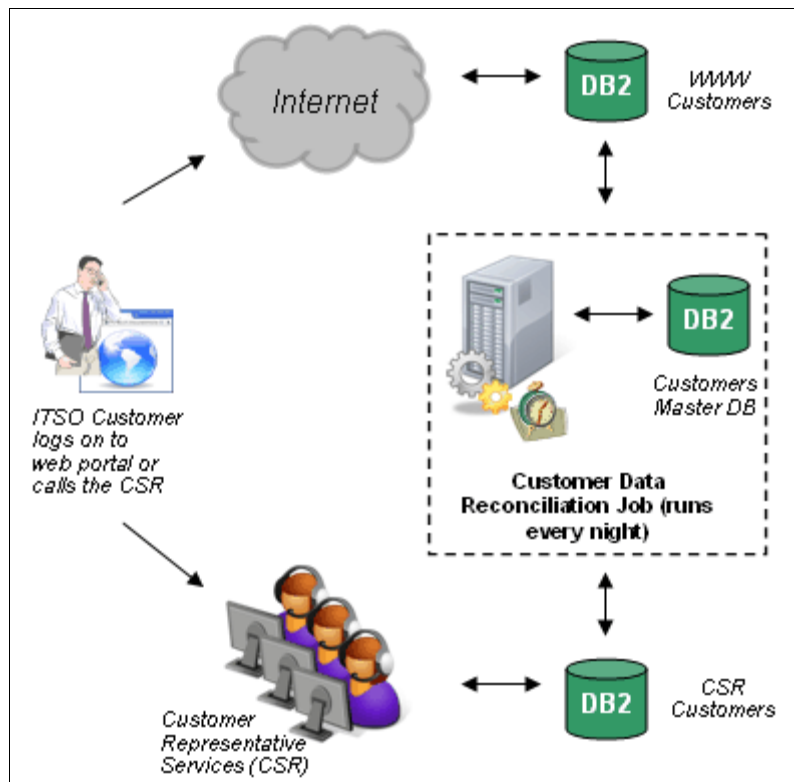 Internet
DB2
WWW
Customers
ITSO Customer
logs on to
web portal or
calls the CSR
DB2
Customers
Master DB
Customer Data
Reconciliation Job (runs
every night)
Customer
Representative
Services (CSR)
DB2
CSR
Customers